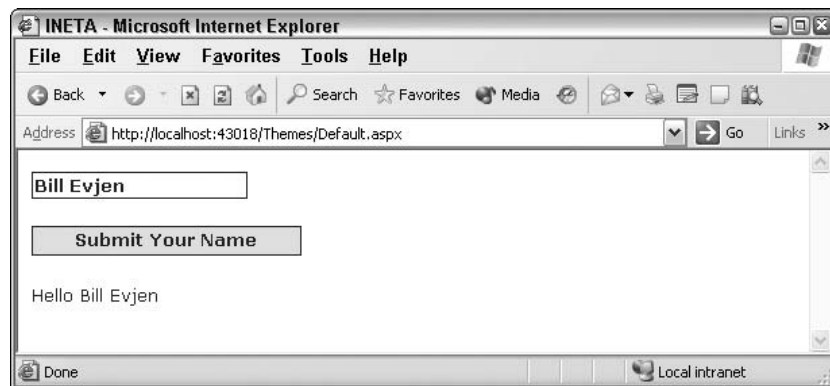 INETA - Microsoft Internet Explorer
File Edit View Favorites Tools Help
Back Search Favorites Media
Address http://localhost:43018/Themes/Default.aspx Go Links »
Bill Evjen
Submit Your Name
Hello Bill Evjen
Done Local intranet